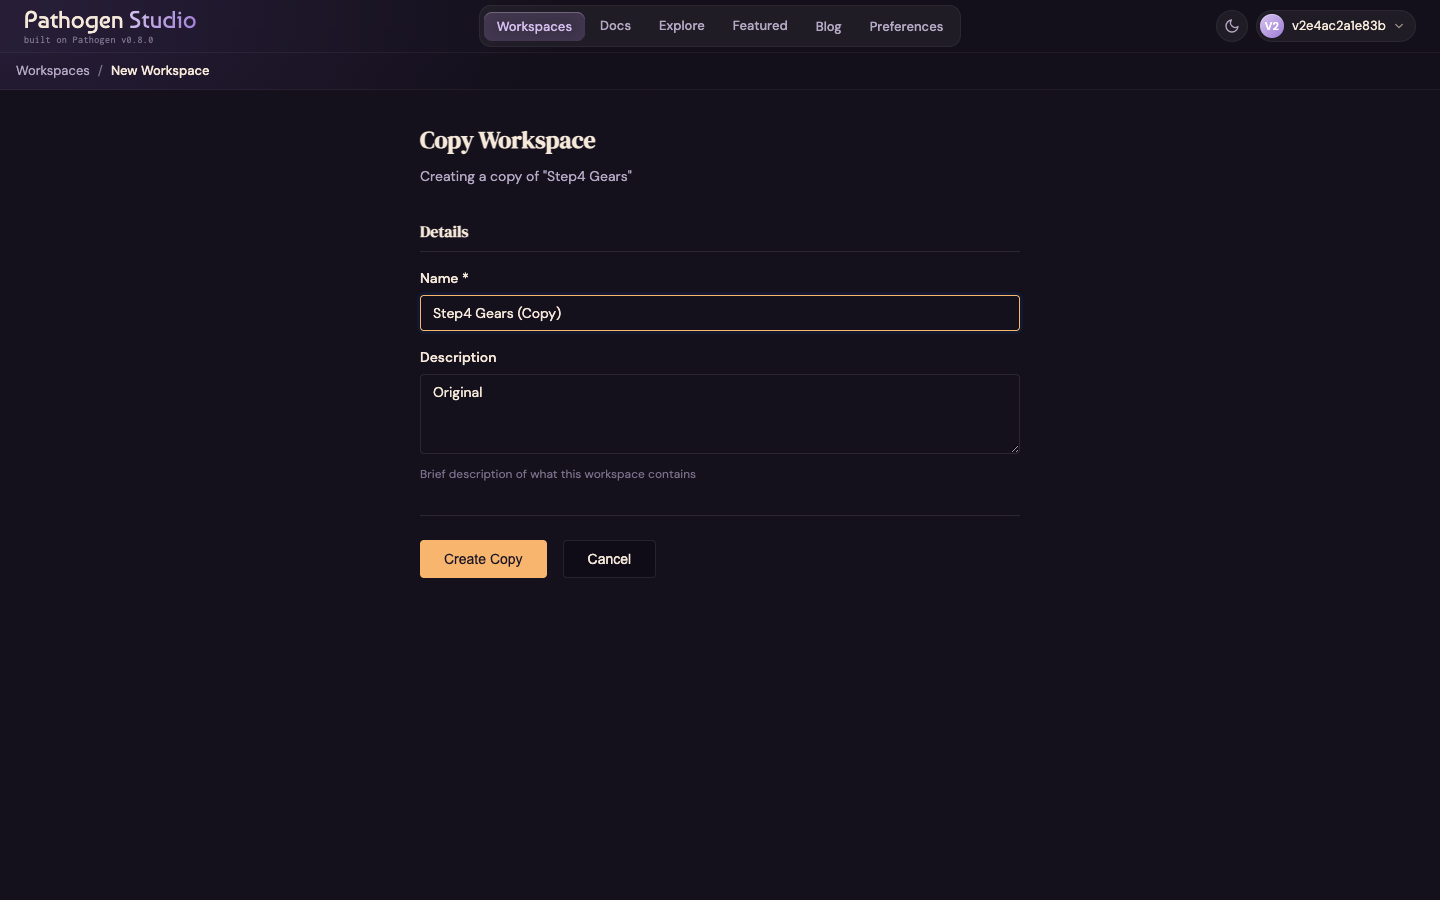 Pathogen Studio
built on Pathogen v0.8.0
Workspaces
Docs
Explore
Featured
Blog
Preferences
V2
v2e4ac2a1e83b
Workspaces / New Workspace
Copy Workspace
Creating a copy of "Step4 Gears"
Details
Name *
Step4 Gears (Copy)
Description
Original
Brief description of what this workspace contains
Create Copy
Cancel